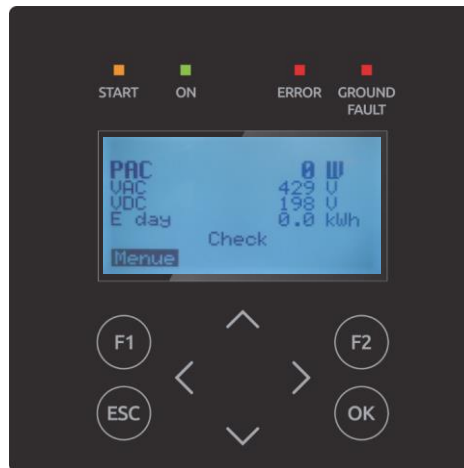 START ON ERROR GROUND FAULT
PAC 0 W
VAC 429 V
VDC 198 V
E day 0.0 kWh
Check
Menue
F1 F2
ESC OK